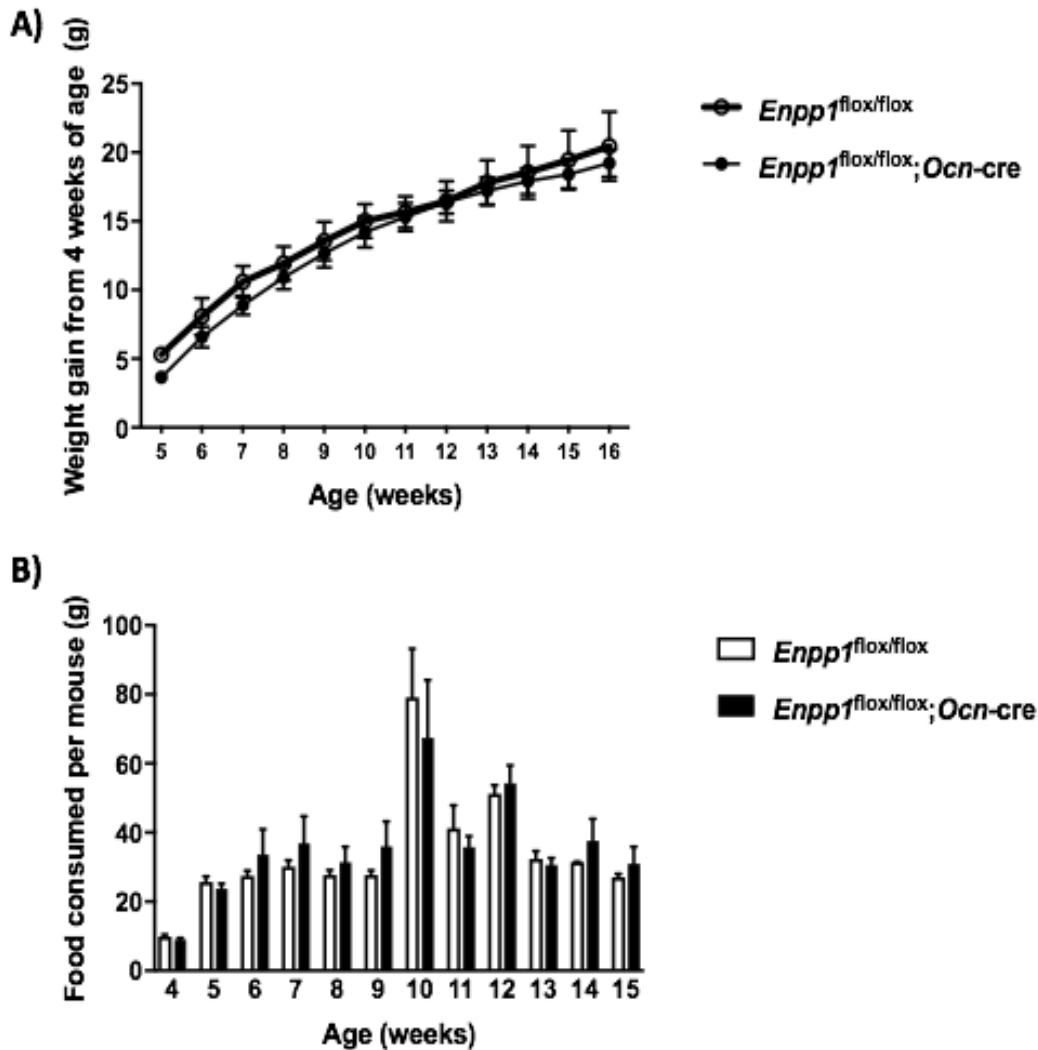 A)
Weight gain from 4 weeks of age (g)
25
20
15
10
5
0
5 6 7 8 9 10 11 12 13 14 15 16
Age (weeks)
Enpp1flox/flox
Enpp1flox/flox;Ocn-cre
B)
Food consumed per mouse (g)
100
80
60
40
20
0
4 5 6 7 8 9 10 11 12 13 14 15
Age (weeks)
Enpp1flox/flox
Enpp1flox/flox;Ocn-cre